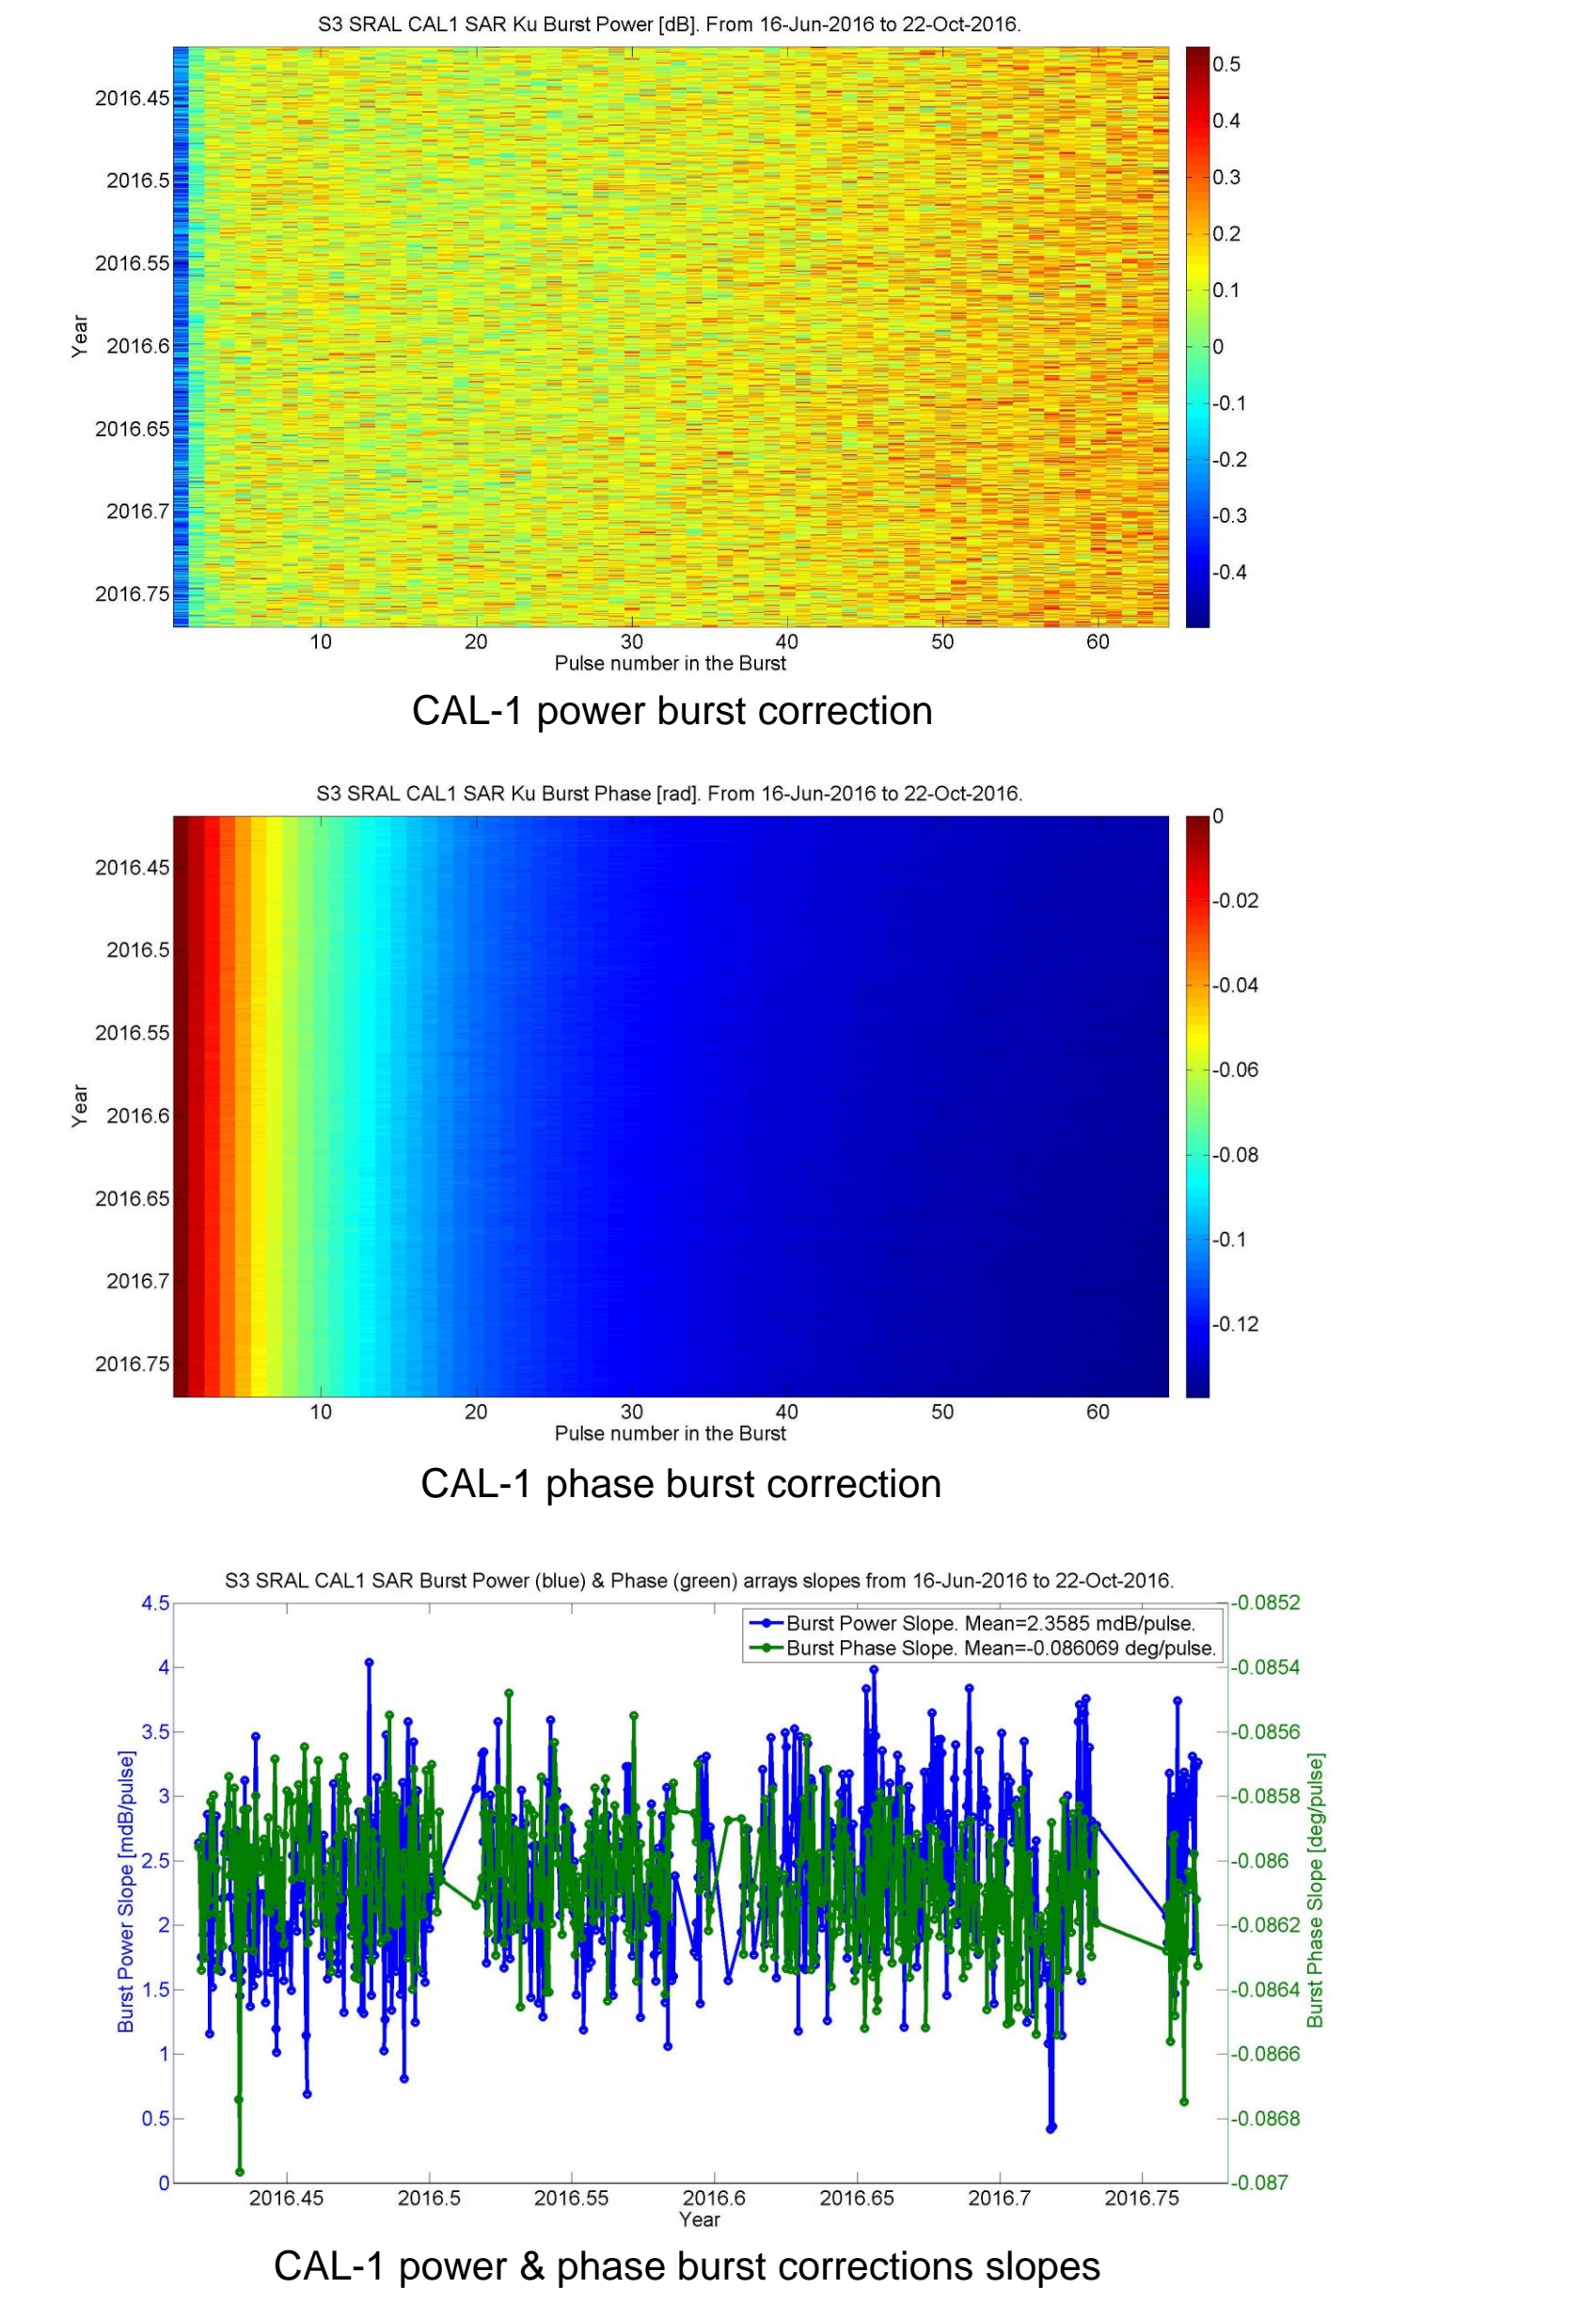 S3 SRAL CAL1 SAR Ku Burst Power [dB]. From 16-Jun-2016 to 22-Oct-2016.
Year
2016.45
2016.5
2016.55
2016.6
2016.65
2016.7
2016.75
10 20 30 40 50 60
Pulse number in the Burst
0.5
0.4
0.3
0.2
0.1
0
-0.1
-0.2
-0.3
-0.4
CAL-1 power burst correction
S3 SRAL CAL1 SAR Ku Burst Phase [rad]. From 16-Jun-2016 to 22-Oct-2016.
Year
2016.45
2016.5
2016.55
2016.6
2016.65
2016.7
2016.75
10 20 30 40 50 60
Pulse number in the Burst
0
-0.02
-0.04
-0.06
-0.08
-0.1
-0.12
CAL-1 phase burst correction
S3 SRAL CAL1 SAR Burst Power (blue) & Phase (green) arrays slopes from 16-Jun-2016 to 22-Oct-2016.
Burst Power Slope [mdB/pulse]
4.5
4
3.5
3
2.5
2
1.5
1
0.5
0
Burst Power Slope. Mean=2.3585 mdB/pulse.
Burst Phase Slope. Mean=-0.086069 deg/pulse.
-0.0852
-0.0854
-0.0856
-0.0858
-0.086
-0.0862
-0.0864
-0.0866
-0.0868
-0.087
Burst Phase Slope [deg/pulse]
2016.45 2016.5 2016.55 2016.6 2016.65 2016.7 2016.75
Year
CAL-1 power & phase burst corrections slopes